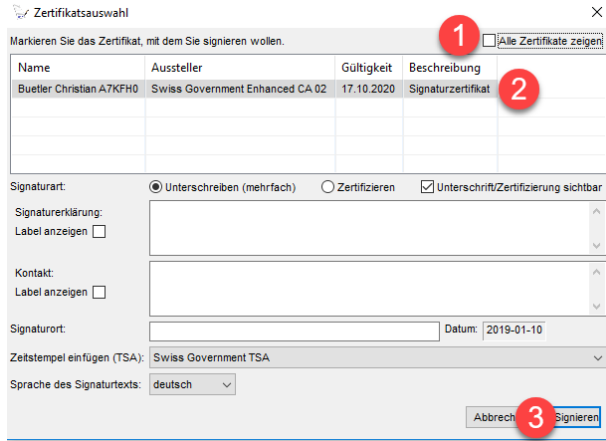 Zertifikatsauswahl
Markieren Sie das Zertifikat, mit dem Sie signieren wollen. 1 Alle Zertifikate zeigen
Name Aussteller Gültigkeit Beschreibung
Buetler Christian A7KFH0 Swiss Government Enhanced CA 02 17.10.2020 Signaturzertifikat 2
Signaturart: Unterschreiben (mehrfach) Zertifizieren Unterschrift/Zertifizierung sichtbar
Signaturerklärung:
Label anzeigen
Kontakt:
Label anzeigen
Signaturort: Datum: 2019-01-10
Zeitstempel einfügen (TSA): Swiss Government TSA
Sprache des Signaturtexts: deutsch
Abbrech 3 Signieren